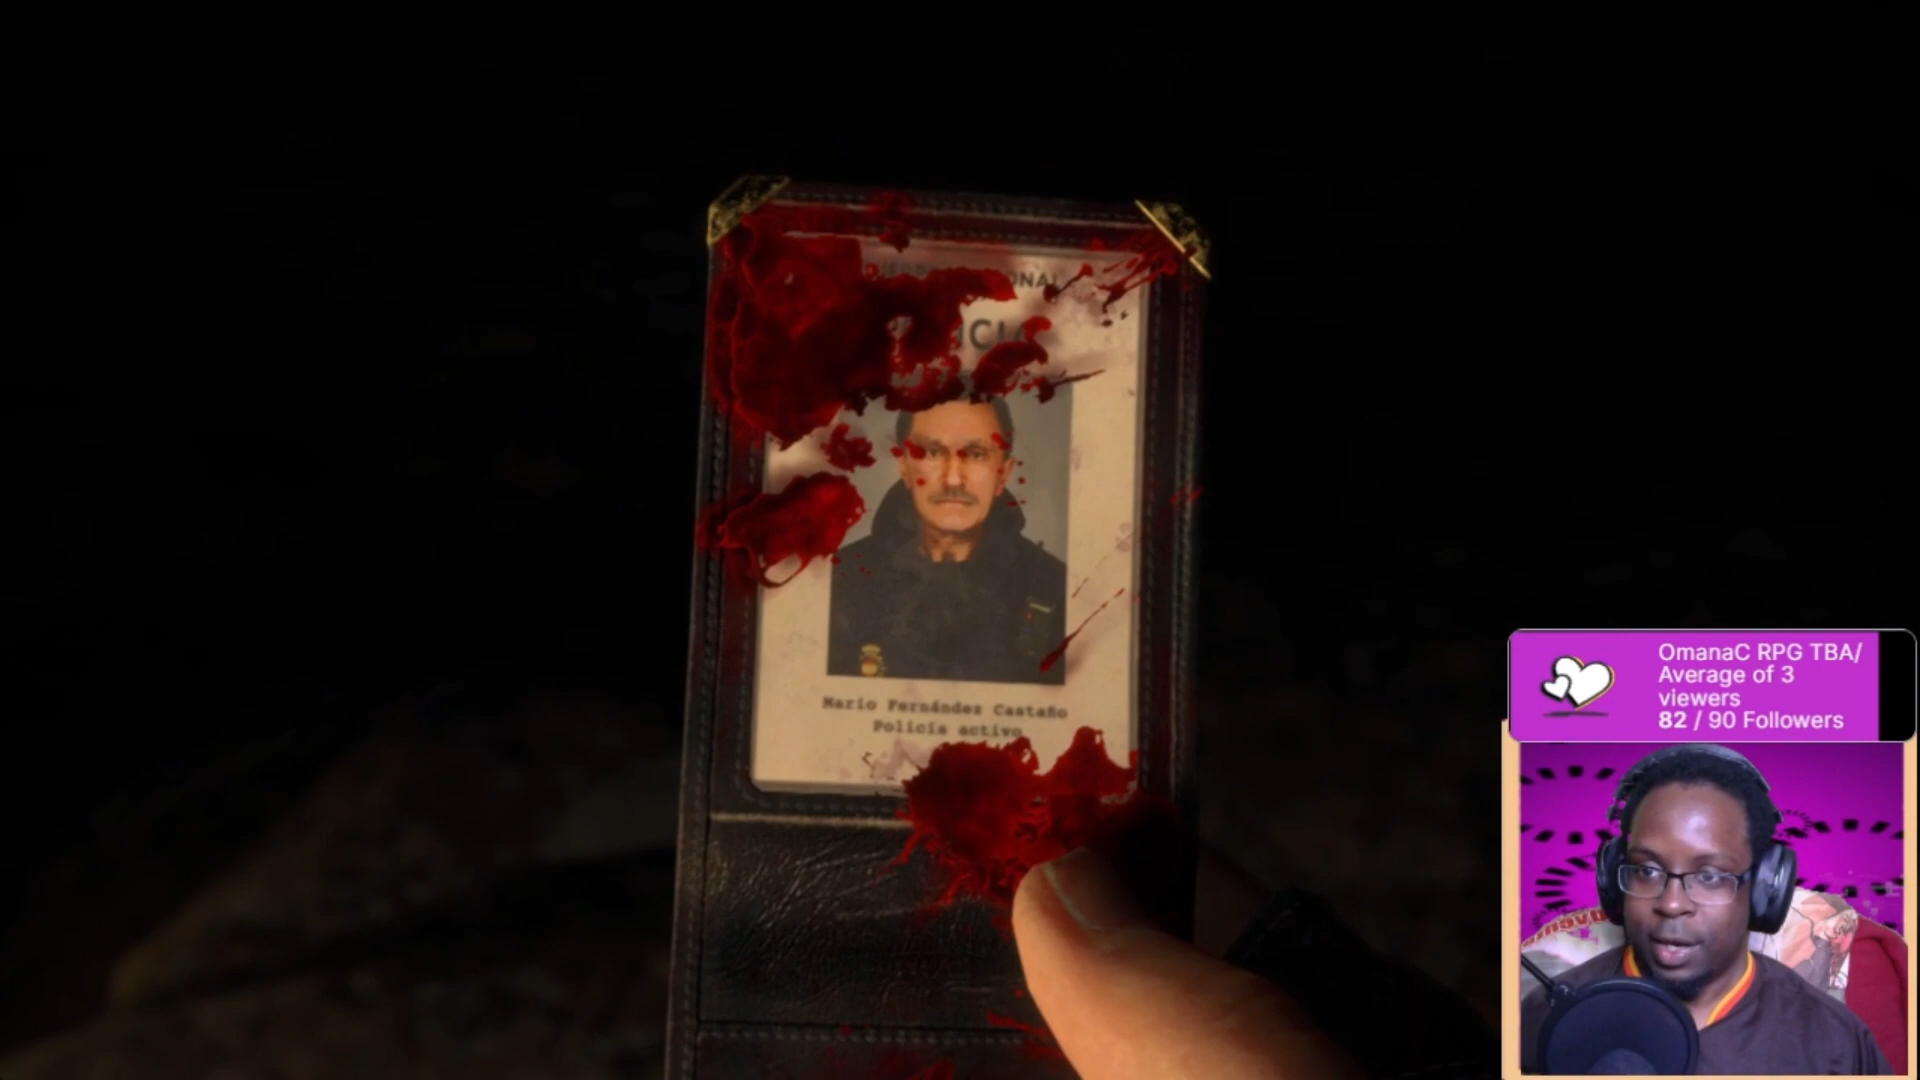 Mario Fernández Castaño
Policía activo
OmanaC RPG TBA/
Average of 3
viewers
82 / 90 Followers